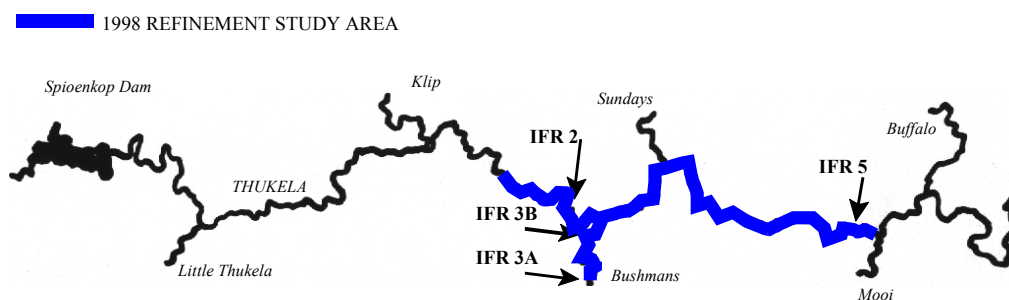 1998 REFINEMENT STUDY AREA
Spioenkop Dam
Klip
Sundays
Buffalo
IFR 2
IFR 5
THUKELA
IFR 3B
IFR 3A
Little Thukela
Bushmans
Mooi